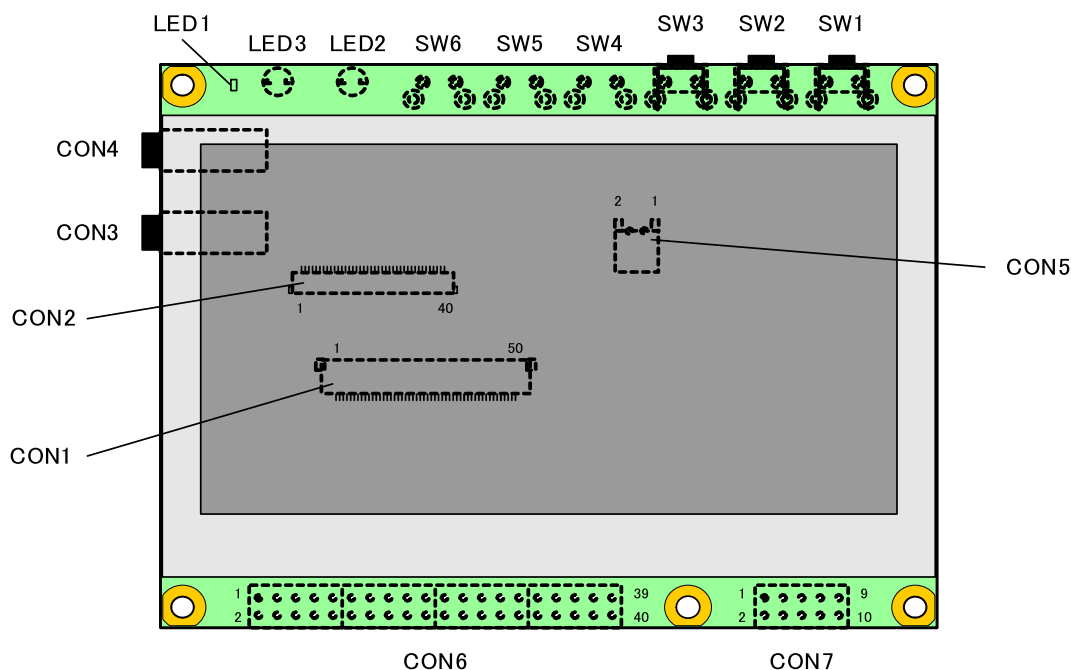 LED1
LED3
LED2
SW6
SW5
SW4
SW3
SW2
SW1
CON4
CON3
2 1
CON5
CON2
1 40
1 50
CON1
1 39
2 40
1 9
2 10
CON6
CON7